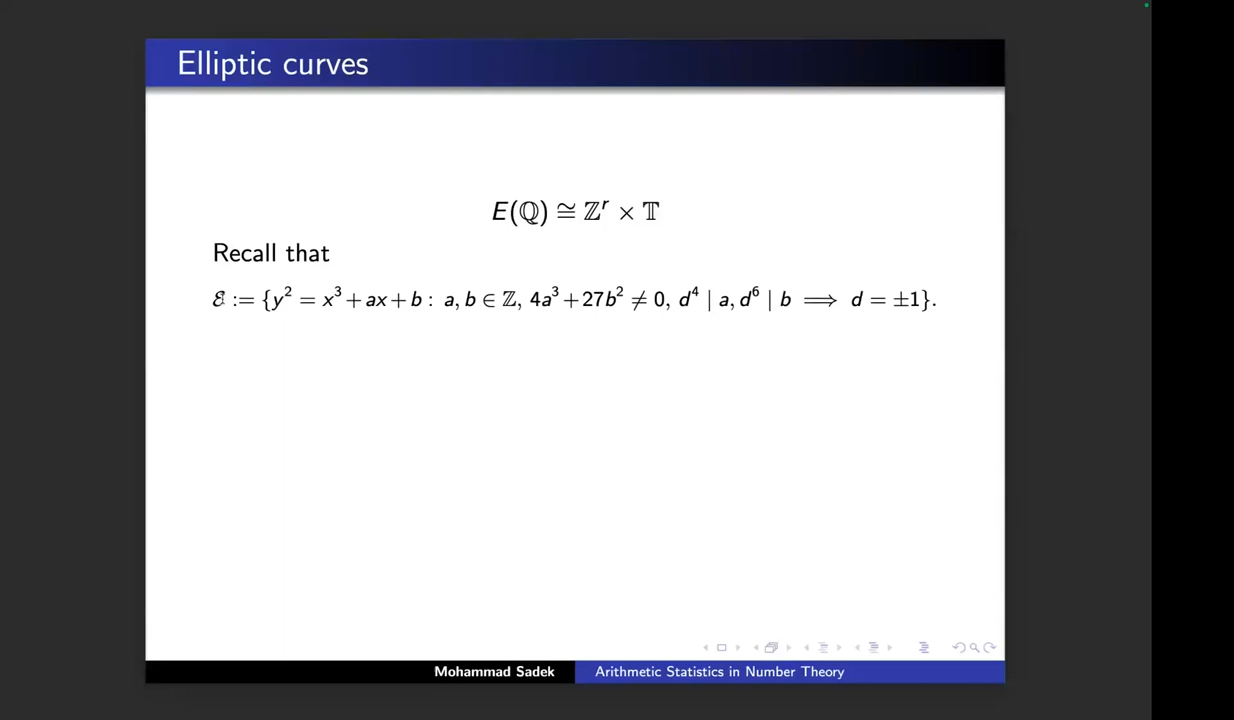 Elliptic curves
E(ℚ) ≅ ℤ^r × 𝕋
Recall that
ℰ := {y² = x³ + ax + b : a, b ∈ ℤ, 4a³ + 27b² ≠ 0, d⁴ | a, d⁶ | b ⟹ d = ±1}.
Mohammad Sadek
Arithmetic Statistics in Number Theory